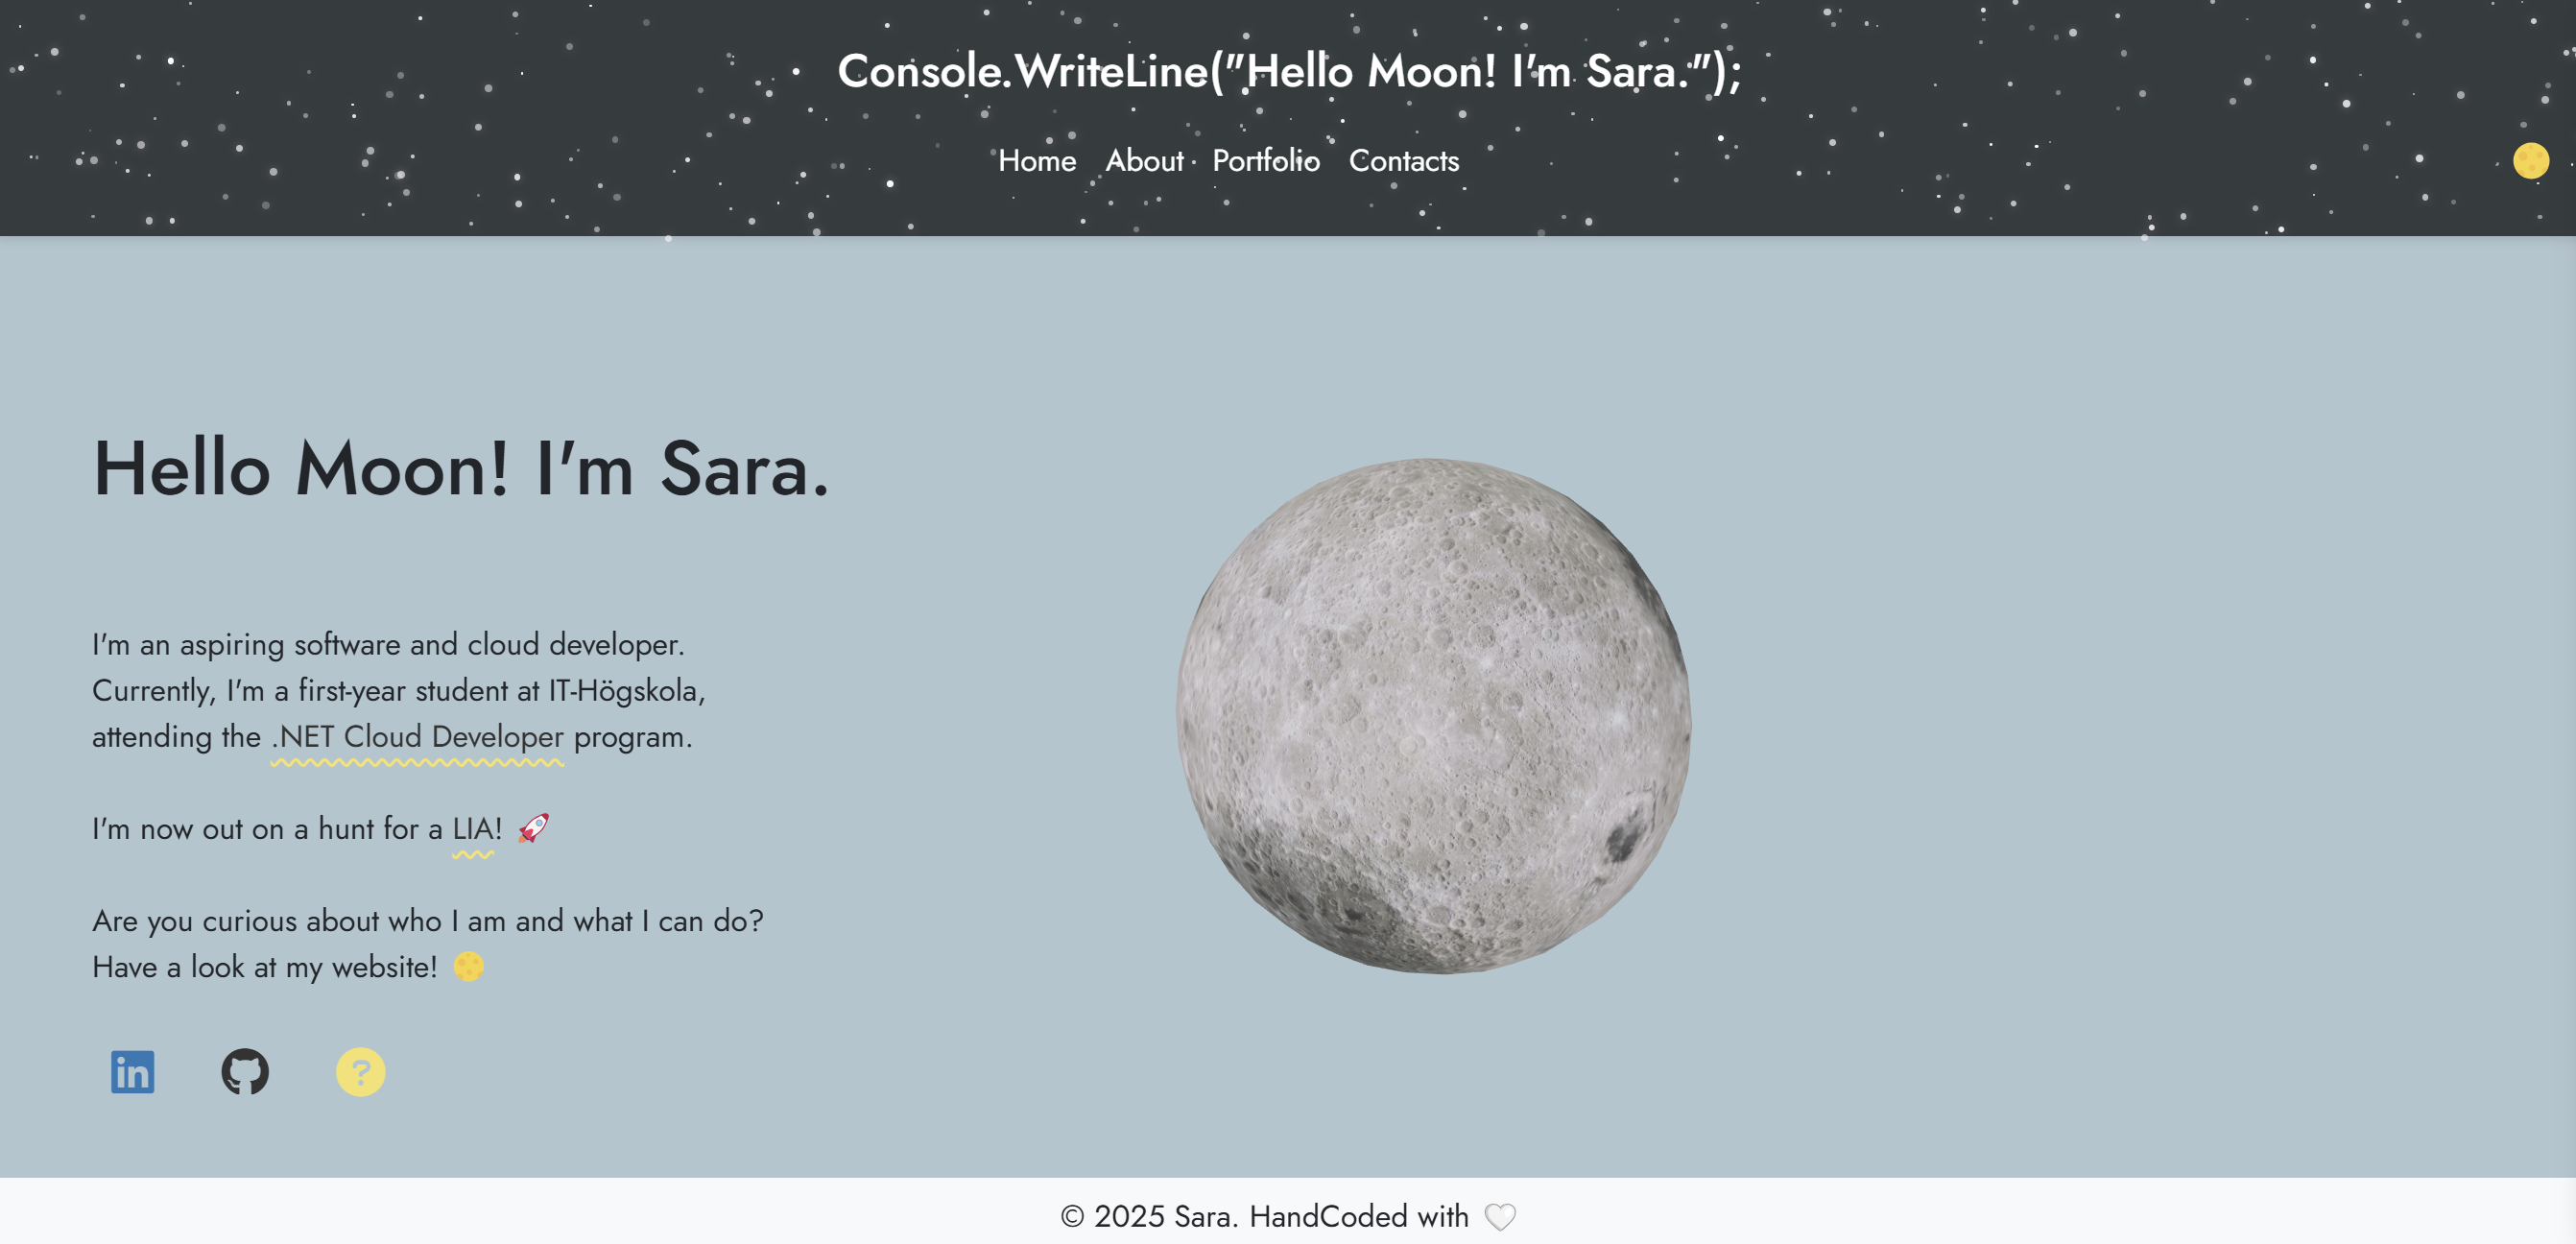 Console.WriteLine("Hello Moon! I'm Sara.");
Home About Portfolio Contacts
Hello Moon! I'm Sara.
I'm an aspiring software and cloud developer.
Currently, I'm a first-year student at IT-Högskola,
attending the .NET Cloud Developer program.
I'm now out on a hunt for a LIA! 🚀
Are you curious about who I am and what I can do?
Have a look at my website! 🌕
in ?
© 2025 Sara. HandCoded with 🤍